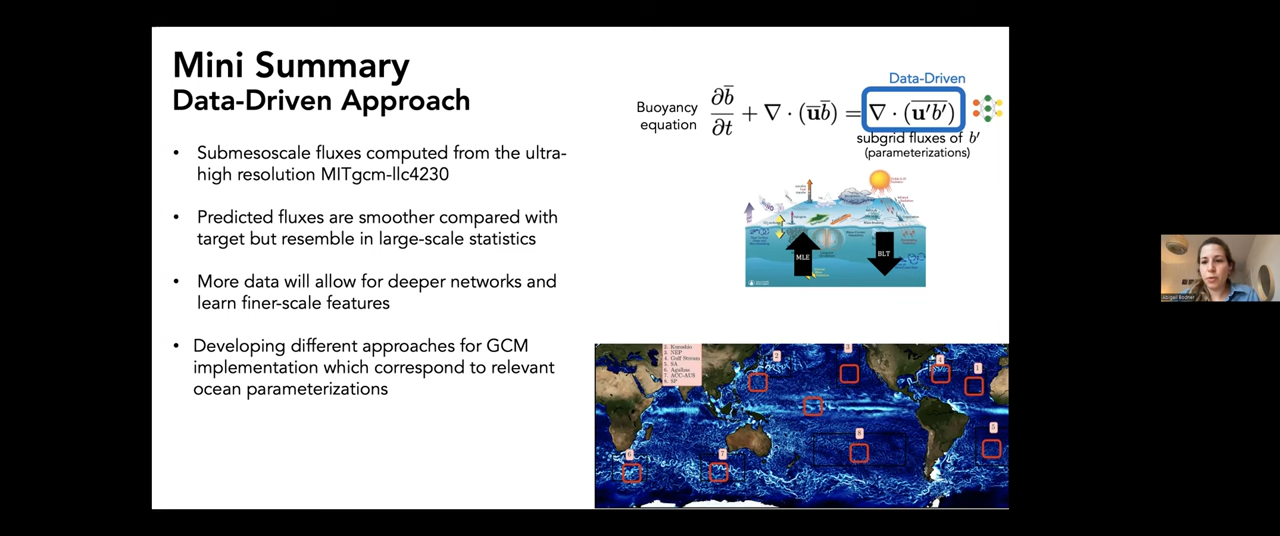 Mini Summary
Data-Driven Approach
• Submesoscale fluxes computed from the ultra-
high resolution MITgcm-llc4230
• Predicted fluxes are smoother compared with
target but resemble in large-scale statistics
• More data will allow for deeper networks and
learn finer-scale features
• Developing different approaches for GCM
implementation which correspond to relevant
ocean parameterizations
Data-Driven
Buoyancy
equation
∂b̄/∂t + ∇ · (ūb̄) = ∇ · (u′b′)
subgrid fluxes of b′
(parameterizations)
MLE
BLT
2. Kuroshio
3. NEP
4. Gulf Stream
5. SA
6. Agulhas
7. ACC-AUS
8. SP
2
3
4
1
8
5
6
7
Abigail Bodner